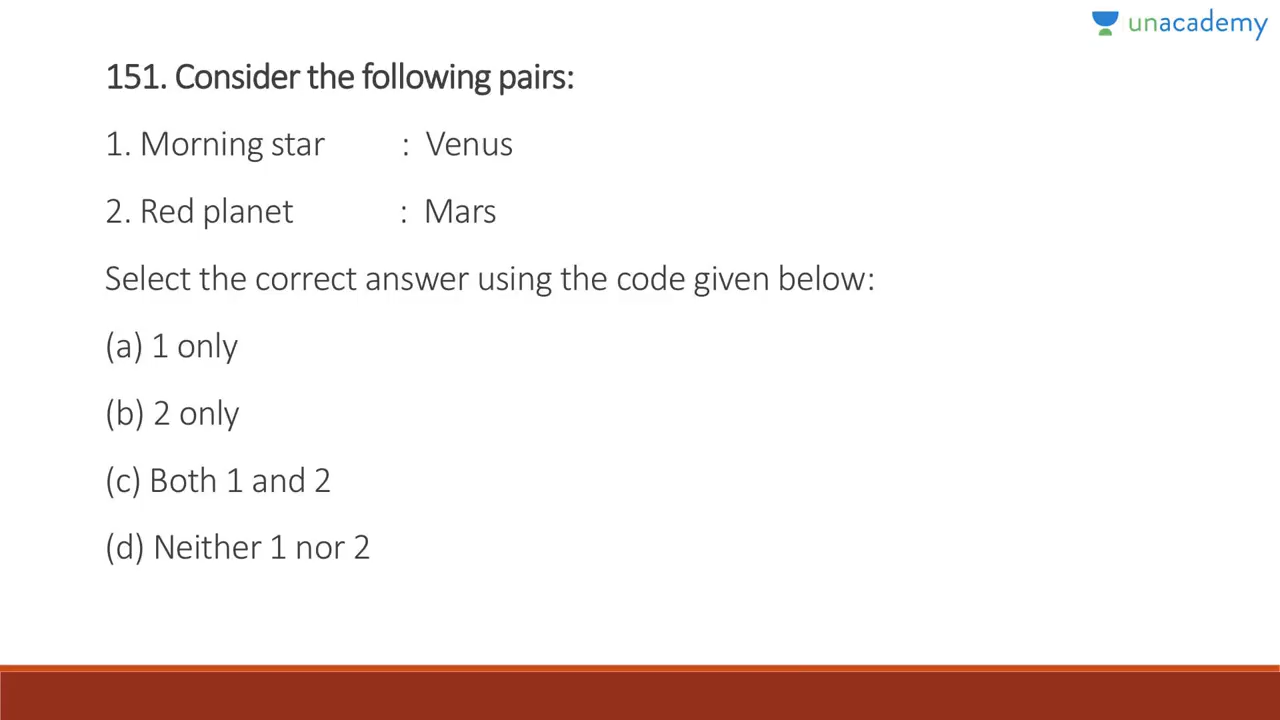 unacademy
151. Consider the following pairs:
1. Morning star : Venus
2. Red planet : Mars
Select the correct answer using the code given below:
(a) 1 only
(b) 2 only
(c) Both 1 and 2
(d) Neither 1 nor 2